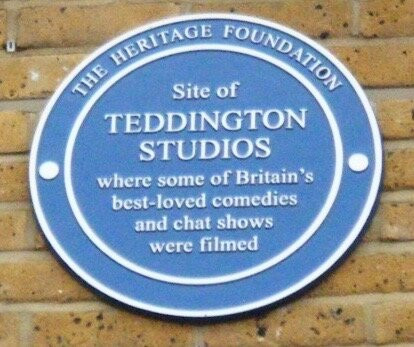 THE HERITAGE FOUNDATION
Site of
TEDDINGTON
STUDIOS
where some of Britain's
best-loved comedies
and chat shows
were filmed